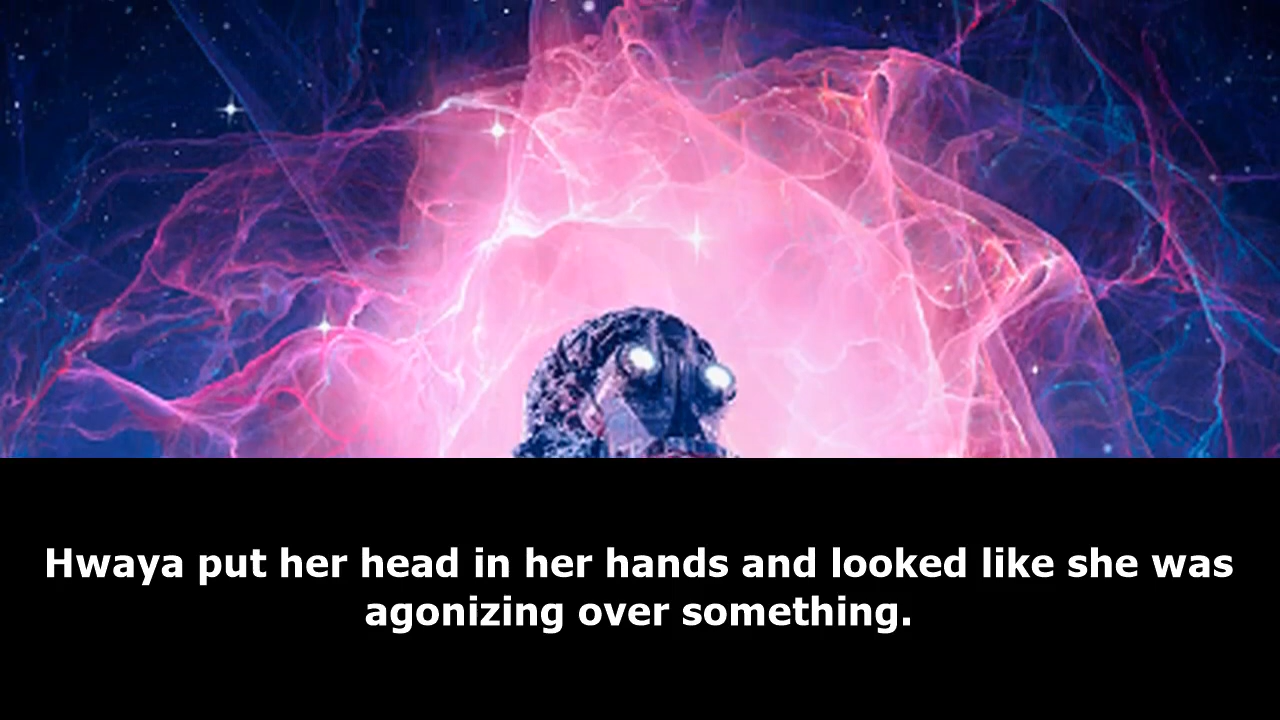 Hwaya put her head in her hands and looked like she was
agonizing over something.